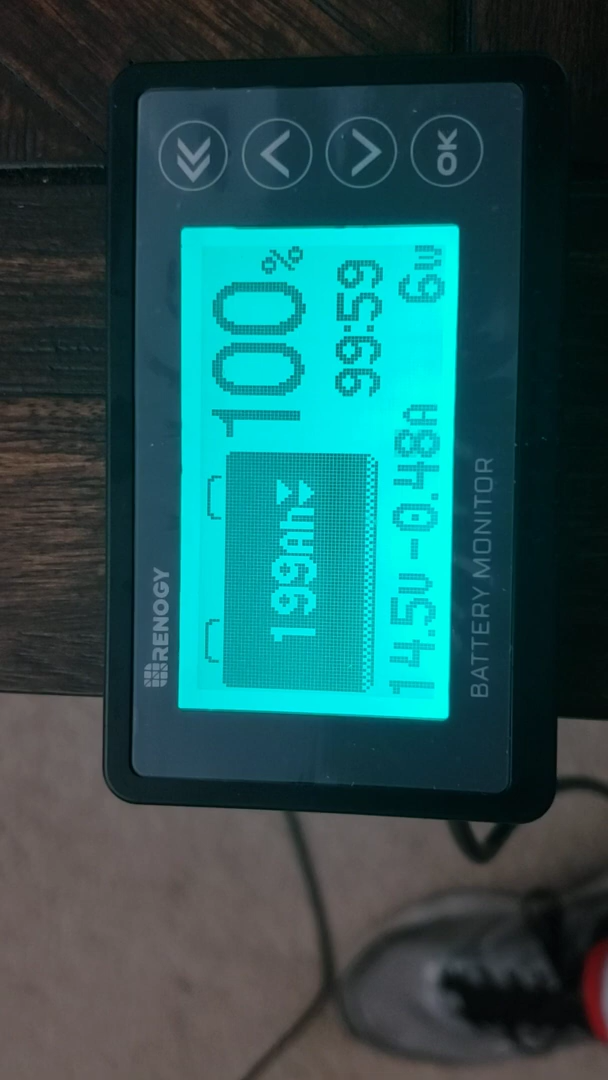 RENOGY
199Ah
100%
99:59
14.5v -0.48A 6w
BATTERY MONITOR
OK